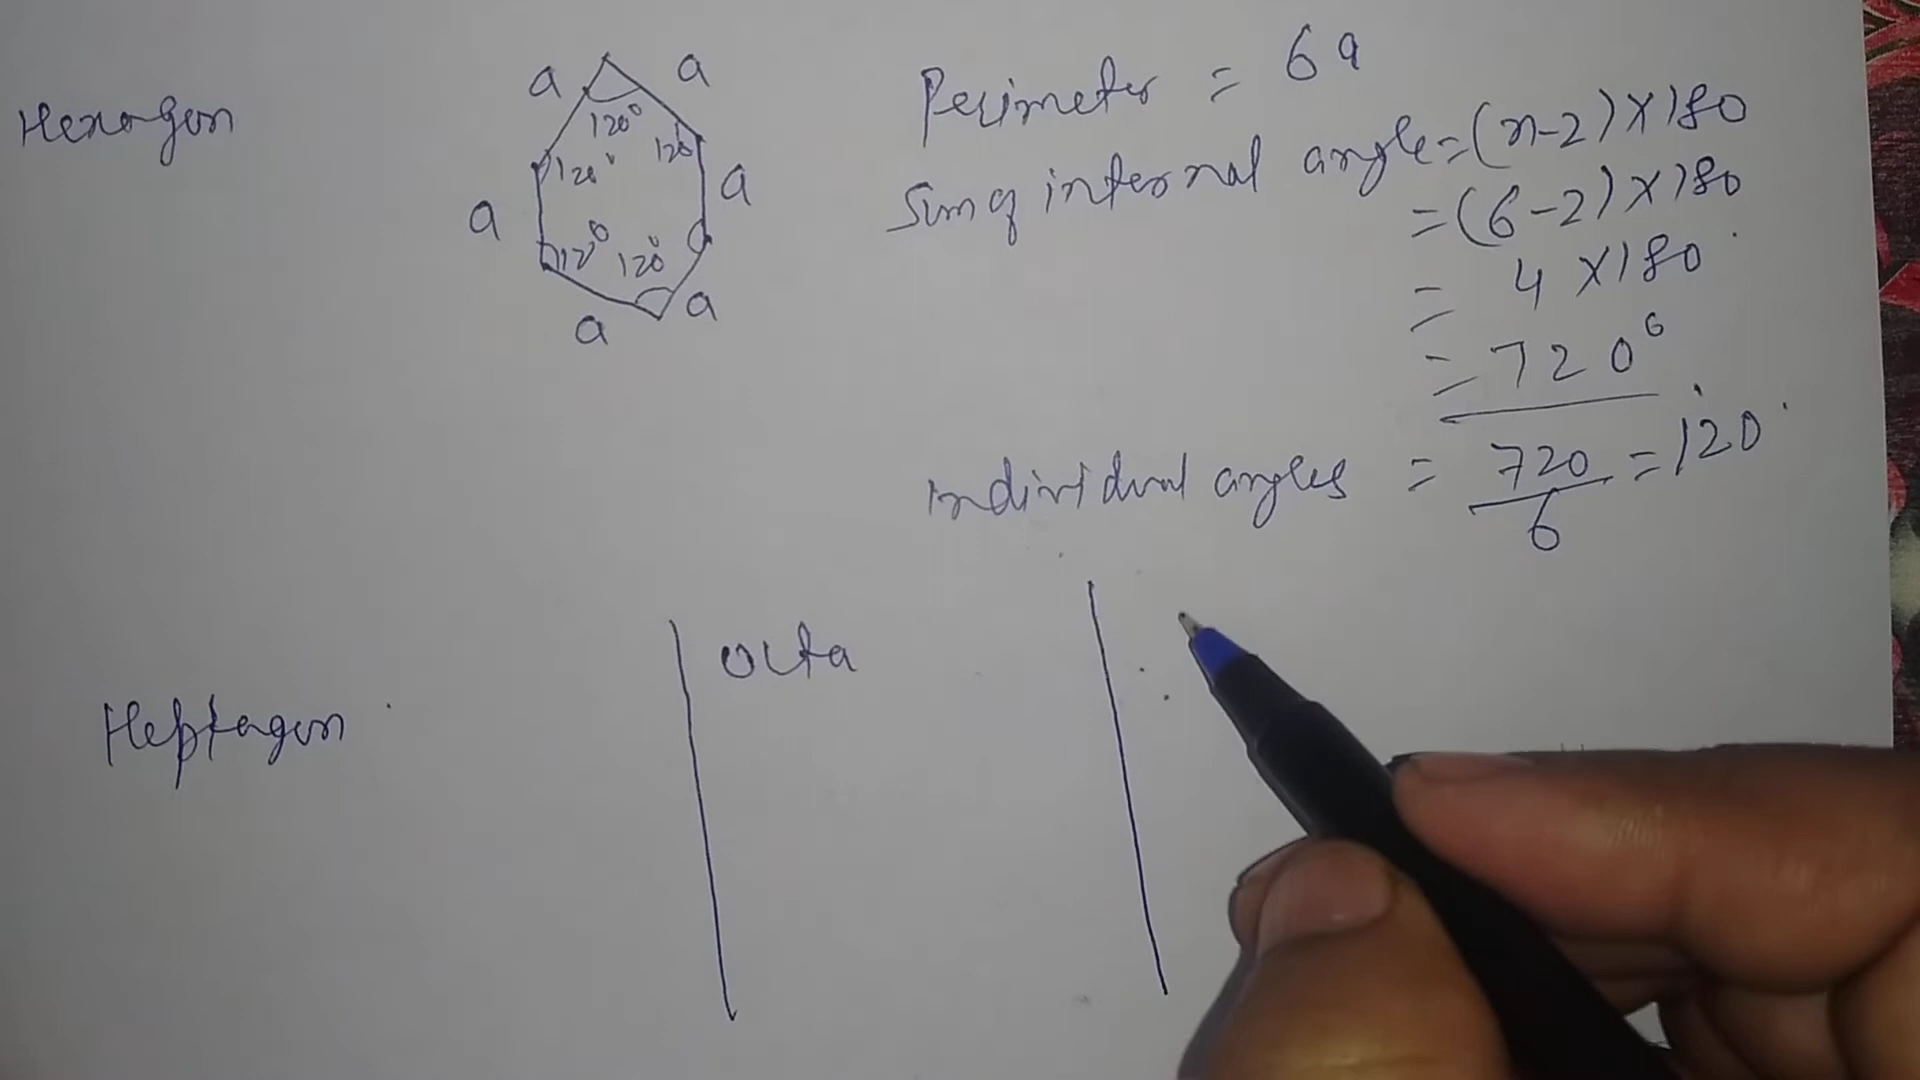 Hexagon
a a
120°
120° 120
a a
120° 120°
a a
Perimeter = 6a
Sum of internal angle = (n-2) X 180
= (6-2) X 180
= 4 X 180
= 720°
individual angles = 720/6 = 120°
Heptagon
Octa